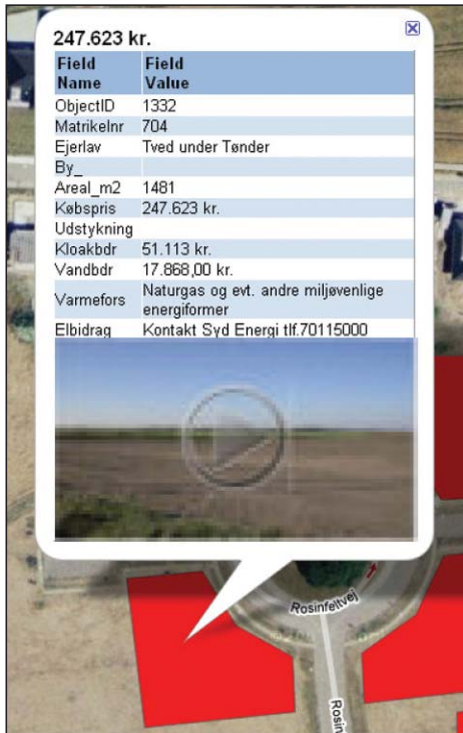 247.623 kr.
Field Name Field Value
ObjectID 1332
Matrikelnr 704
Ejerlav Tved under Tønder
By_
Areal_m2 1481
Købspris 247.623 kr.
Udstykning
Kloakbdr 51.113 kr.
Vandbdr 17.868,00 kr.
Varmefors Naturgas og evt. andre miljøvenlige
energiformer
Elbidrag Kontakt Syd Energi tlf.70115000
Rosinfeltvej
Rosin